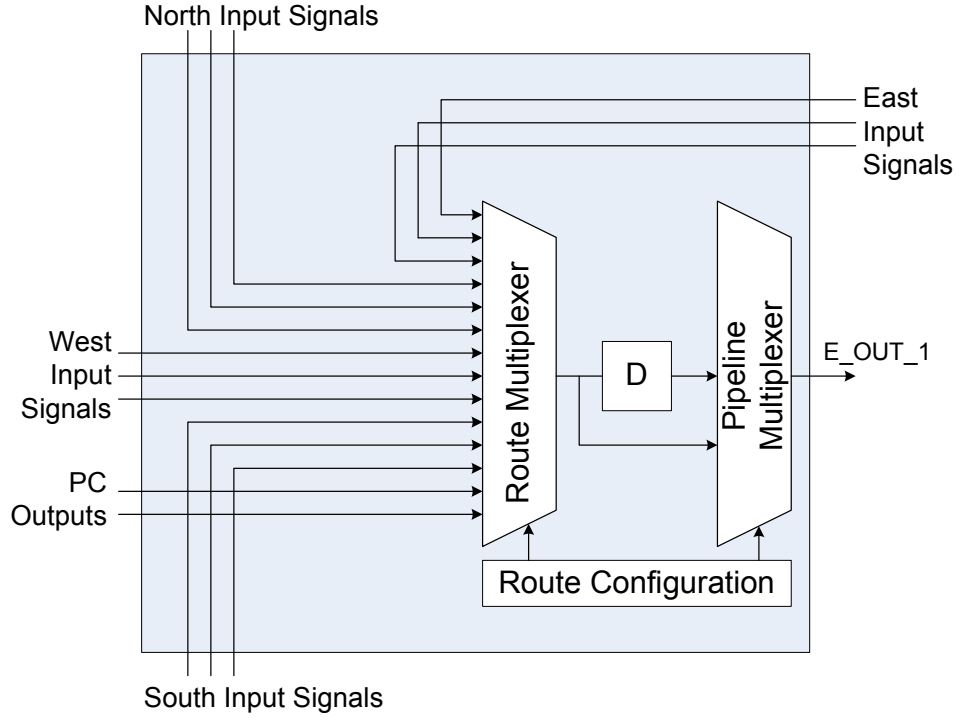 North Input Signals
East
Input
Signals
West
Input
Signals
PC
Outputs
Route Multiplexer
D
Pipeline
Multiplexer
E_OUT_1
Route Configuration
South Input Signals